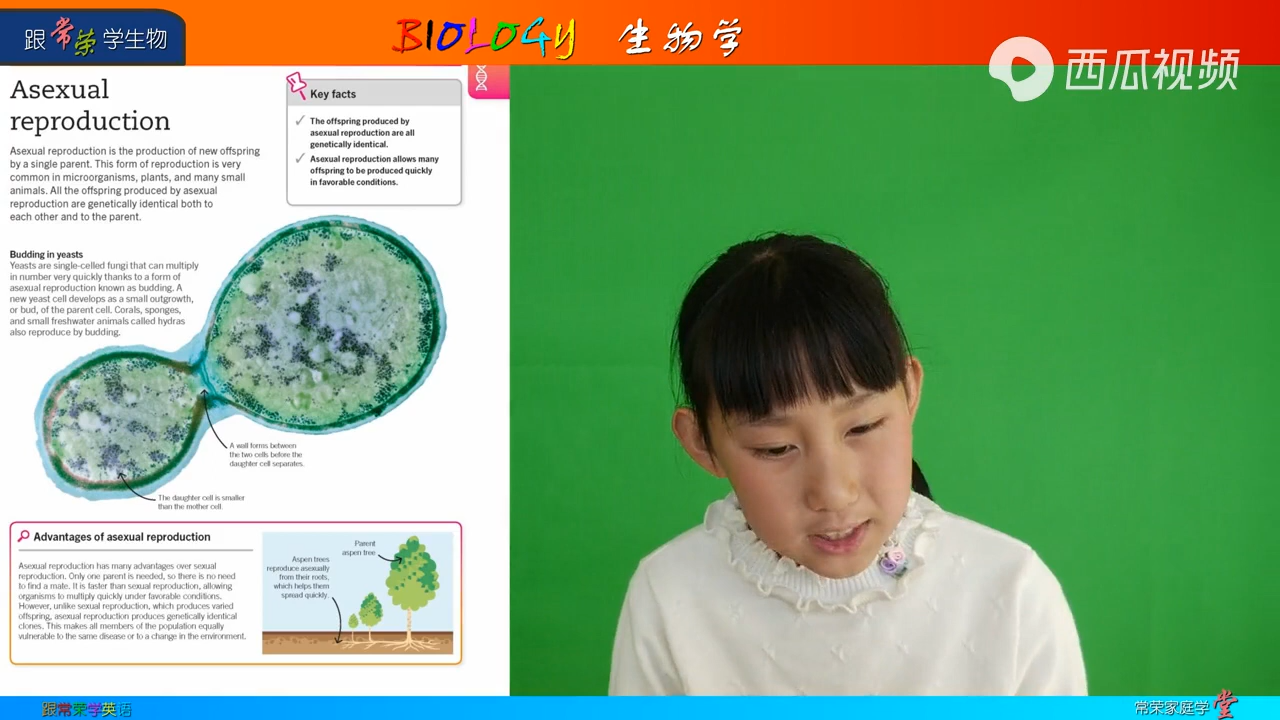 跟常荣学生物
BIOLOGY 生物学
西瓜视频
Asexual
reproduction
Asexual reproduction is the production of new offspring
by a single parent. This form of reproduction is very
common in microorganisms, plants, and many small
animals. All the offspring produced by asexual
reproduction are genetically identical both to
each other and to the parent.
Key facts
✓ The offspring produced by
asexual reproduction are all
genetically identical.
✓ Asexual reproduction allows many
offspring to be produced quickly
in favorable conditions.
Budding in yeasts
Yeasts are single-celled fungi that can multiply
in number very quickly thanks to a form of
asexual reproduction known as budding. A
new yeast cell develops as a small outgrowth,
or bud, of the parent cell. Corals, sponges,
and small freshwater animals called hydras
also reproduce by budding.
A wall forms between
the two cells before the
daughter cell separates.
The daughter cell is smaller
than the mother cell.
Advantages of asexual reproduction
Asexual reproduction has many advantages over sexual
reproduction. Only one parent is needed, so there is no need
to find a mate. It is faster than sexual reproduction, allowing
organisms to multiply quickly under favorable conditions.
However, unlike sexual reproduction, which produces varied
offspring, asexual reproduction produces genetically identical
clones. This makes all members of the population equally
vulnerable to the same disease or to a change in the environment.
Parent
aspen tree
Aspen trees
reproduce asexually
from their roots,
which helps them
spread quickly.
跟常荣学英语
常荣家庭学堂